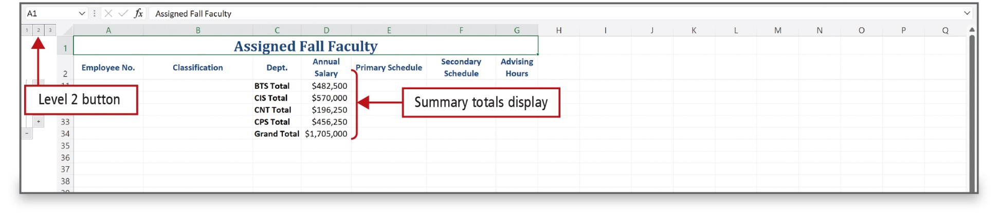 A1 fx Assigned Fall Faculty
1 2 3 A B C D E F G H I J K L M N O P Q
1 Assigned Fall Faculty
2 Employee No. Classification Dept. Annual Salary Primary Schedule Secondary Schedule Advising Hours
BTS Total $482,500
CIS Total $570,000
Level 2 button
Summary totals display
CNT Total $196,250
+ 33 CPS Total $456,250
- 34 Grand Total $1,705,000
35
36
37
38